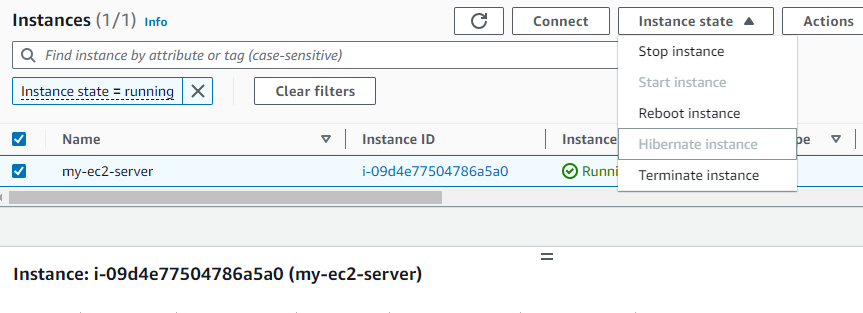 Instances (1/1) Info Connect Instance state Actions
Find instance by attribute or tag (case-sensitive)
Stop instance
Start instance
Instance state = running Clear filters
Reboot instance
Name Instance ID Instance
Hibernate instance
my-ec2-server i-09d4e77504786a5a0
Terminate instance
Instance: i-09d4e77504786a5a0 (my-ec2-server)